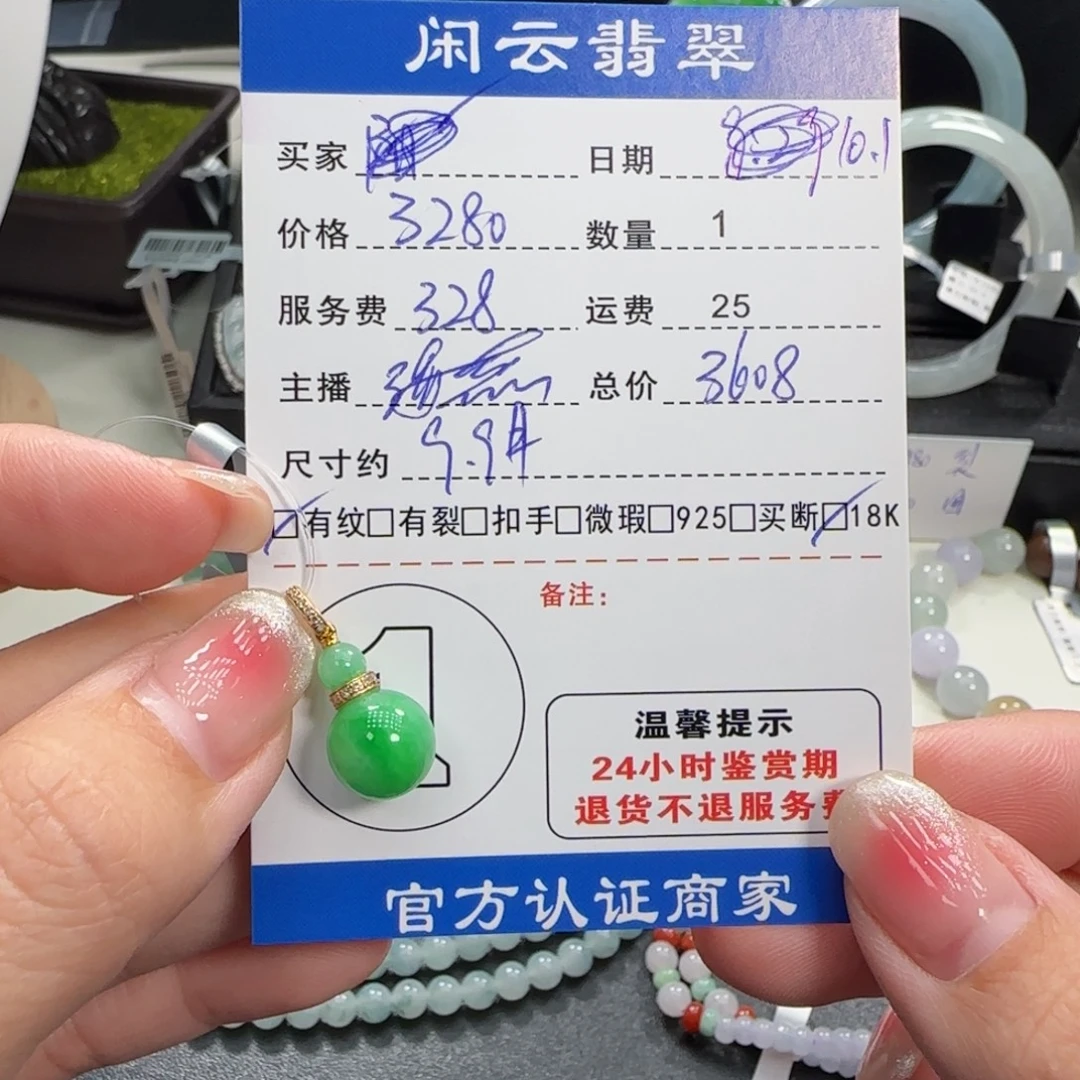 闲云翡翠
买家 日期 10.1
价格 3280 数量 1
服务费 328 运费 25
主播 总价 3608
尺寸约 9.9
□有纹□有裂□扣手□微瑕□925□买断□18K
备注：
1
温馨提示
24小时鉴赏期
退货不退服务费
官方认证商家
裂